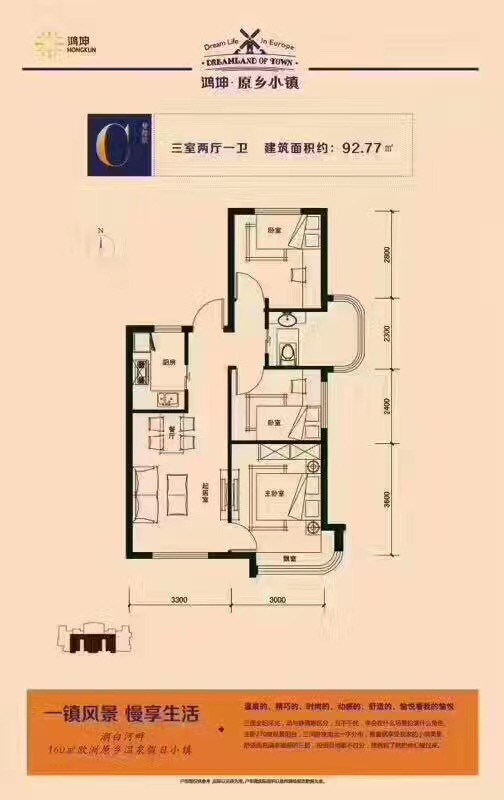 鸿坤
HONGKUN
Dream Life in Europe
DREAMLAND OF TOWN
鸿坤·原乡小镇
C
三室两厅一卫 建筑面积约：92.77㎡
N
卧室
2800
2300
厨房
2400
卧室
餐厅
起居室
主卧室
3600
飘窗
3300
3000
一镇风景 慢享生活
潮白河畔
160㎡欧洲原乡温泉假日小镇
温泉的、精巧的、时尚的、动感的、舒适的、愉悦着我的愉悦